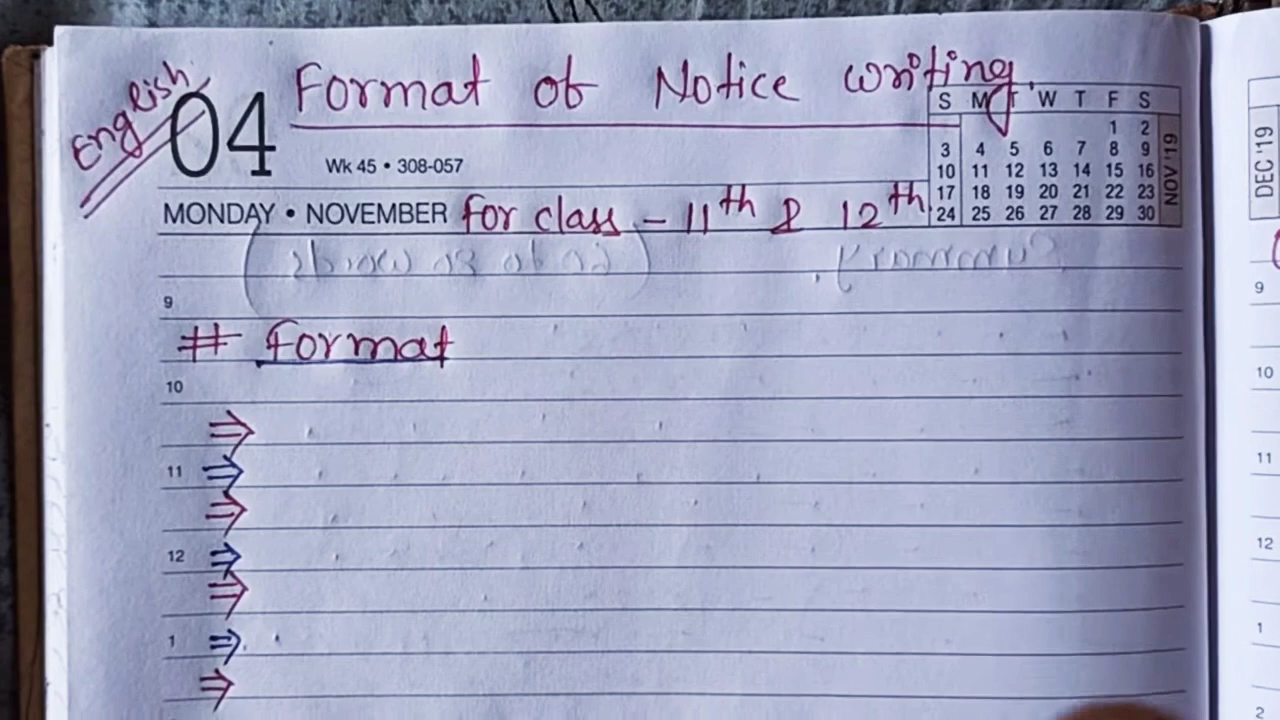 English
Format of Notice writing.
04
Wk 45 • 308-057
MONDAY • NOVEMBER For class - 11th & 12th
S M T W T F S
1 2
3 4 5 6 7 8 9
10 11 12 13 14 15 16
17 18 19 20 21 22 23
24 25 26 27 28 29 30
NOV '19
DEC '19
9
# Format
10
⇒
11 ⇒
⇒
12 ⇒
⇒
1 ⇒
⇒
9
10
11
12
1
2